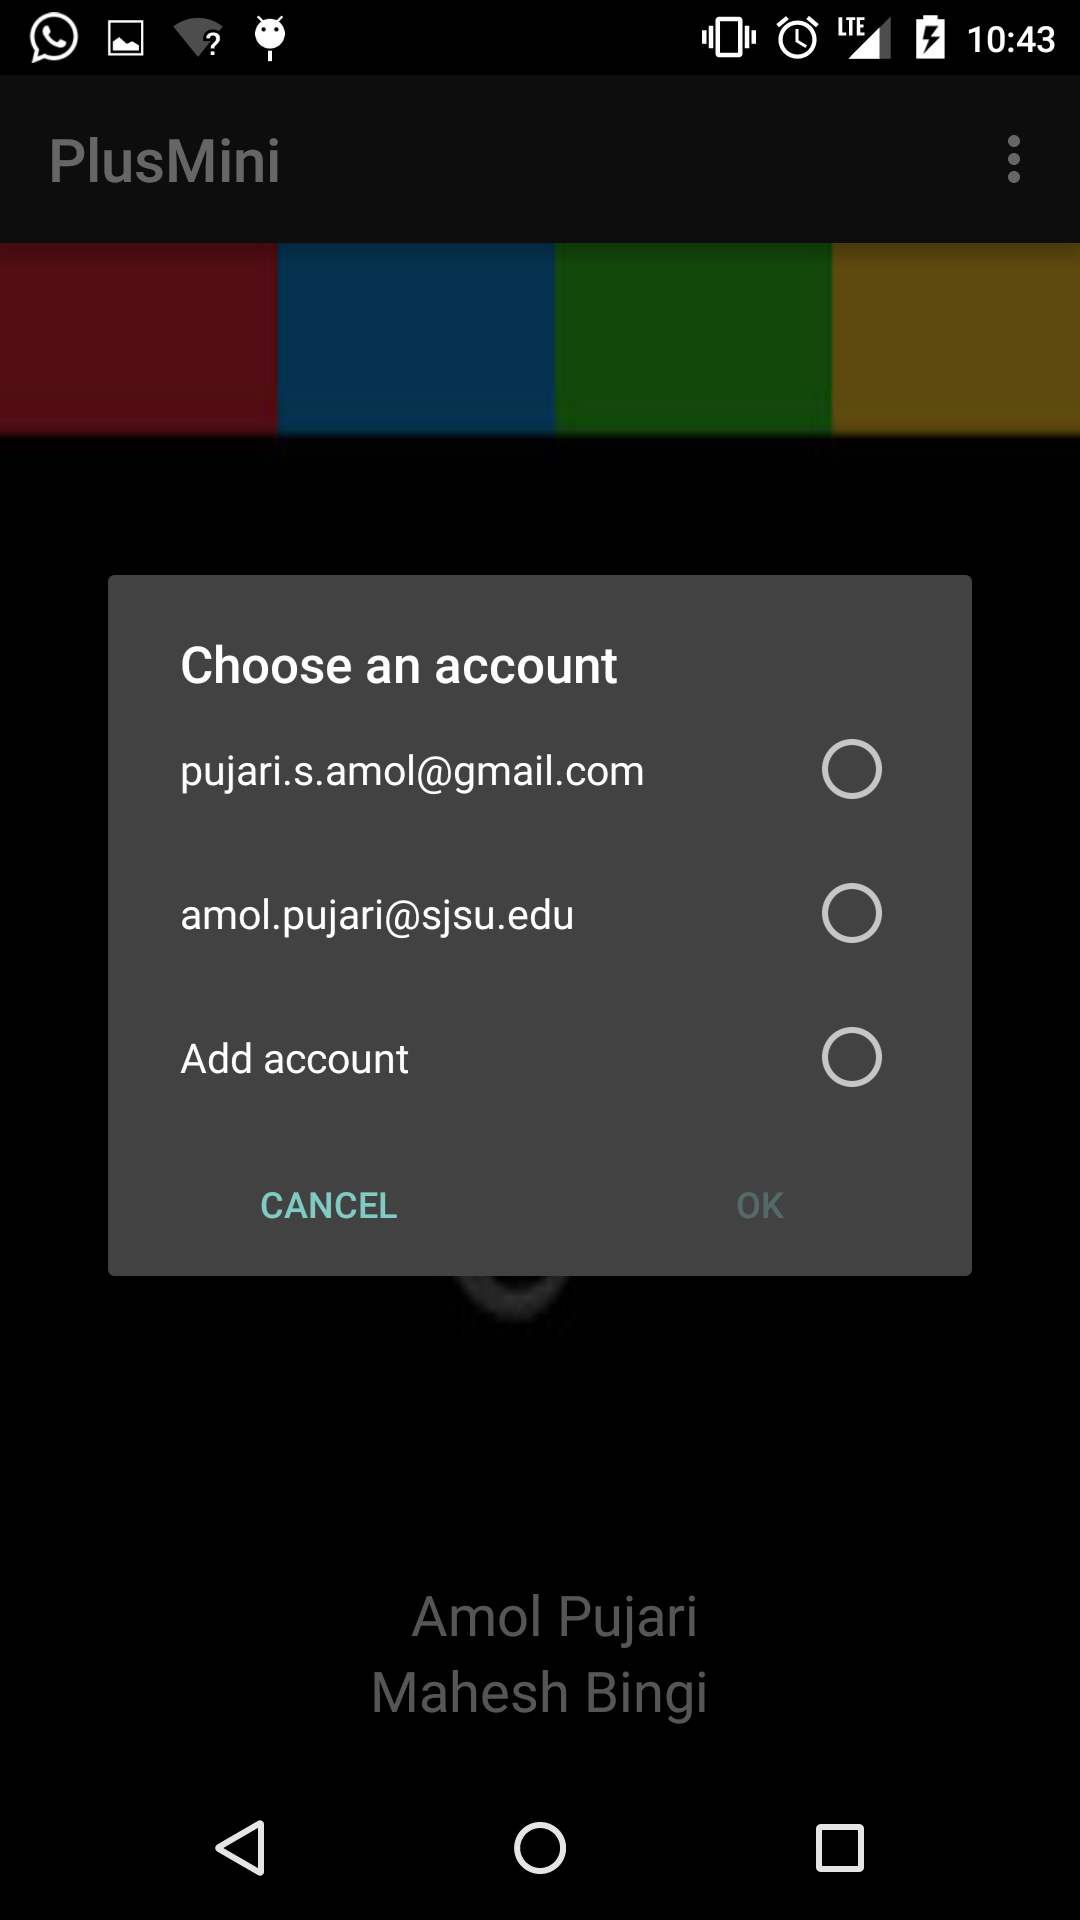 LTE 10:43
PlusMini
Choose an account
pujari.s.amol@gmail.com
amol.pujari@sjsu.edu
Add account
CANCEL OK
Amol Pujari
Mahesh Bingi